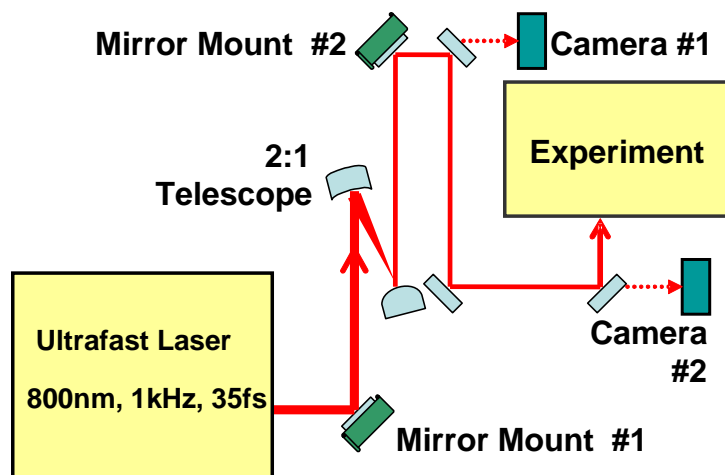 Mirror Mount #2
Camera #1
2:1
Telescope
Experiment
Ultrafast Laser
800nm, 1kHz, 35fs
Camera
#2
Mirror Mount #1